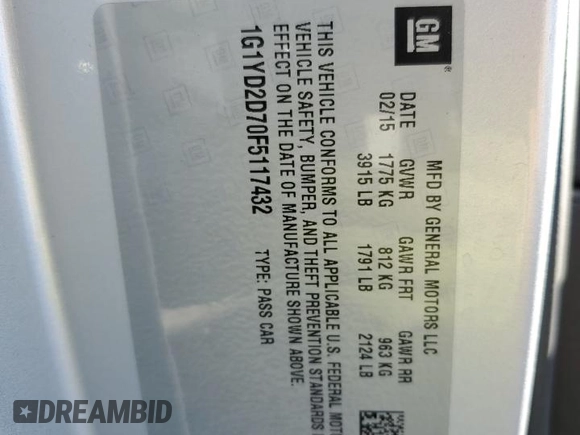 GM
®
MFD BY GENERAL MOTORS LLC
DATE GVWR GAWR FRT GAWR RR
02/15 1775 KG 812 KG 963 KG
3915 LB 1791 LB 2124 LB
THIS VEHICLE CONFORMS TO ALL APPLICABLE U.S. FEDERAL
VEHICLE SAFETY, BUMPER, AND THEFT PREVENTION STANDARDS
EFFECT ON THE DATE OF MANUFACTURE SHOWN ABOVE.
1G1YD2D70F5117432 TYPE: PASS CAR
DREAMBID